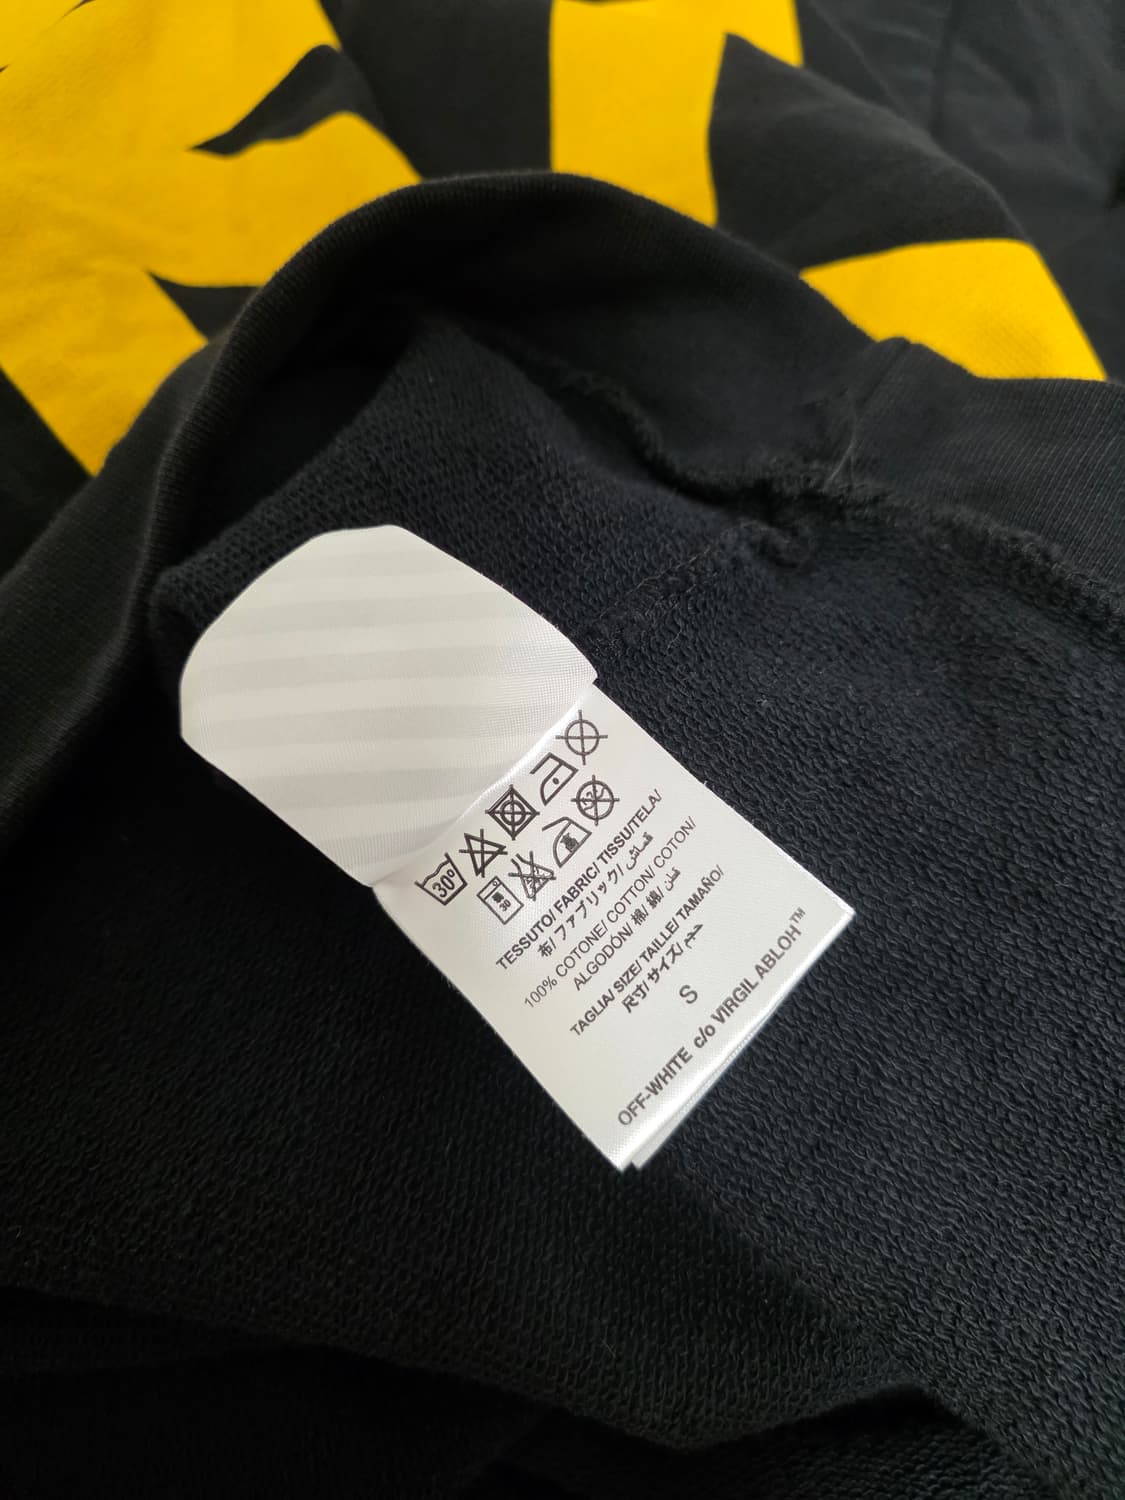 30°
30
TESSUTO/ FABRIC/ TISSU/TELA/
布/ ファブリック/ قماش/
100% COTONE/ COTTON/ COTON/
ALGODÓN/ 棉/ 綿/ قطن
TAGLIA/ SIZE/ TAILLE/ TAMAÑO/
尺寸/ サイズ/ حجم
S
OFF-WHITE c/o VIRGIL ABLOH™